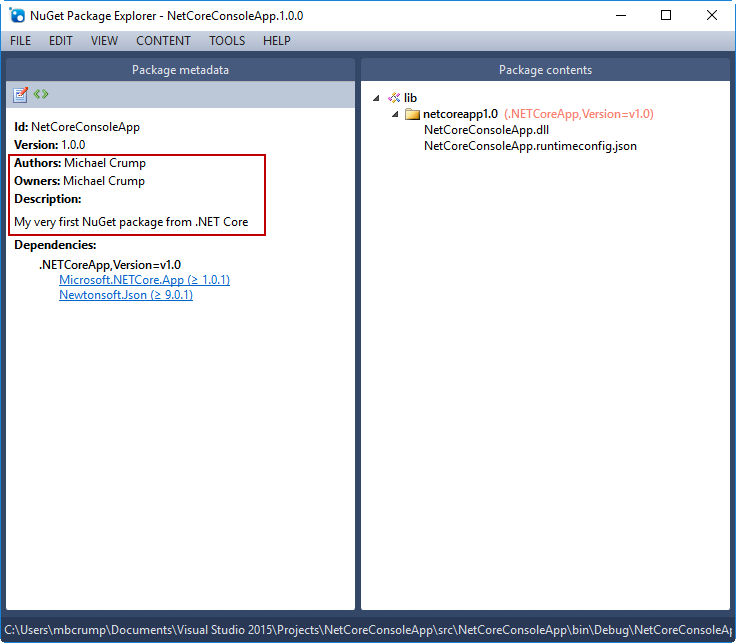 NuGet Package Explorer - NetCoreConsoleApp.1.0.0
FILE EDIT VIEW CONTENT TOOLS HELP
Package metadata
Id: NetCoreConsoleApp
Version: 1.0.0
Authors: Michael Crump
Owners: Michael Crump
Description:
My very first NuGet package from .NET Core
Dependencies:
.NETCoreApp,Version=v1.0
Microsoft.NETCore.App (≥ 1.0.1)
Newtonsoft.Json (≥ 9.0.1)
Package contents
lib
netcoreapp1.0 (.NETCoreApp,Version=v1.0)
NetCoreConsoleApp.dll
NetCoreConsoleApp.runtimeconfig.json
C:\Users\mbcrump\Documents\Visual Studio 2015\Projects\NetCoreConsoleApp\src\NetCoreConsoleApp\bin\Debug\NetCoreConsoleAp